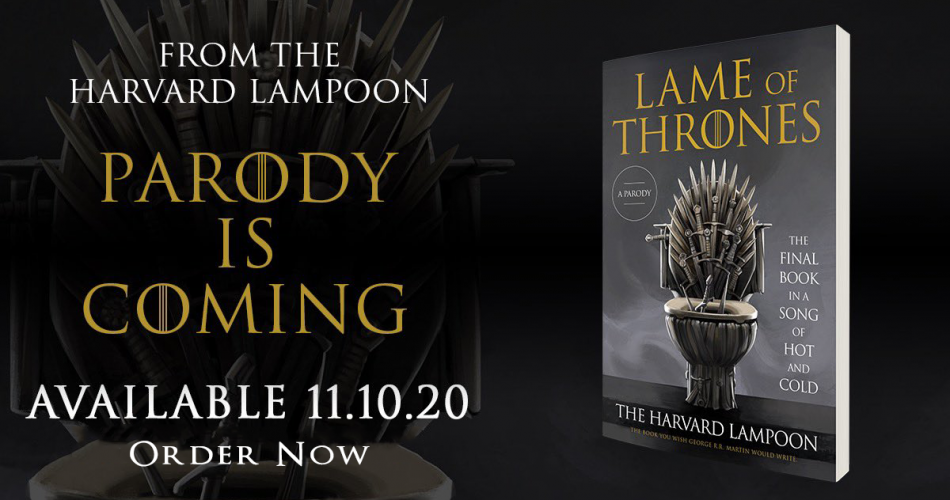 FROM THE
HARVARD LAMPOON
PARODY
IS
COMING
AVAILABLE 11.10.20
ORDER NOW
LAME OF
THRONES
A PARODY
THE
FINAL
BOOK
IN A
SONG
OF
HOT
AND
COLD
THE HARVARD LAMPOON
THE BOOK YOU WISH GEORGE R.R. MARTIN WOULD WRITE.